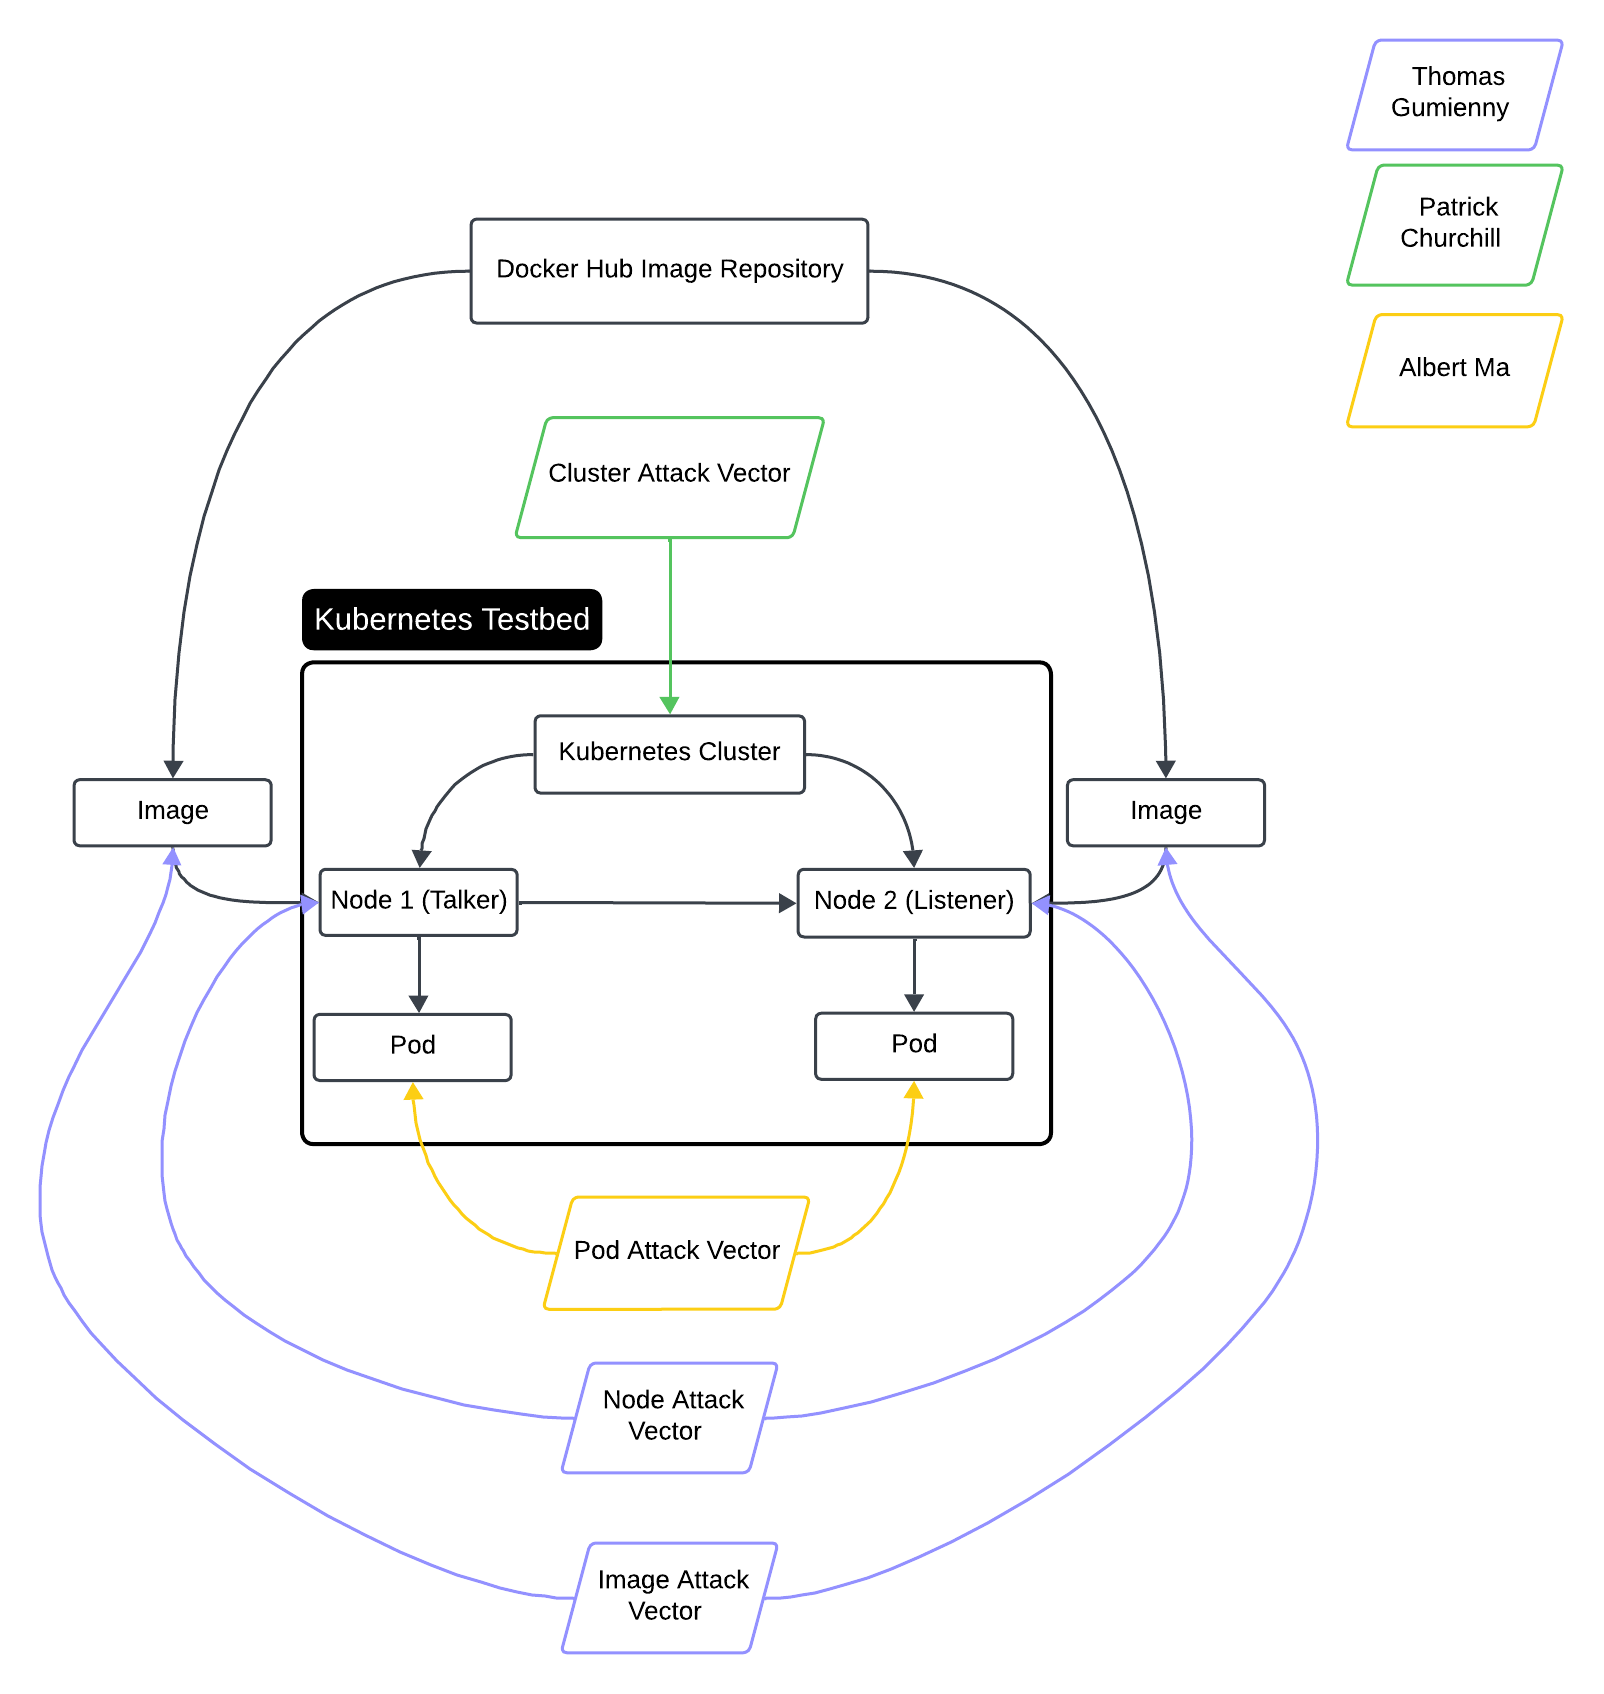 Thomas
Gumienny
Patrick
Churchill
Docker Hub Image Repository
Albert Ma
Cluster Attack Vector
Kubernetes Testbed
Kubernetes Cluster
Image
Image
Node 1 (Talker)
Node 2 (Listener)
Pod
Pod
Pod Attack Vector
Node Attack
Vector
Image Attack
Vector